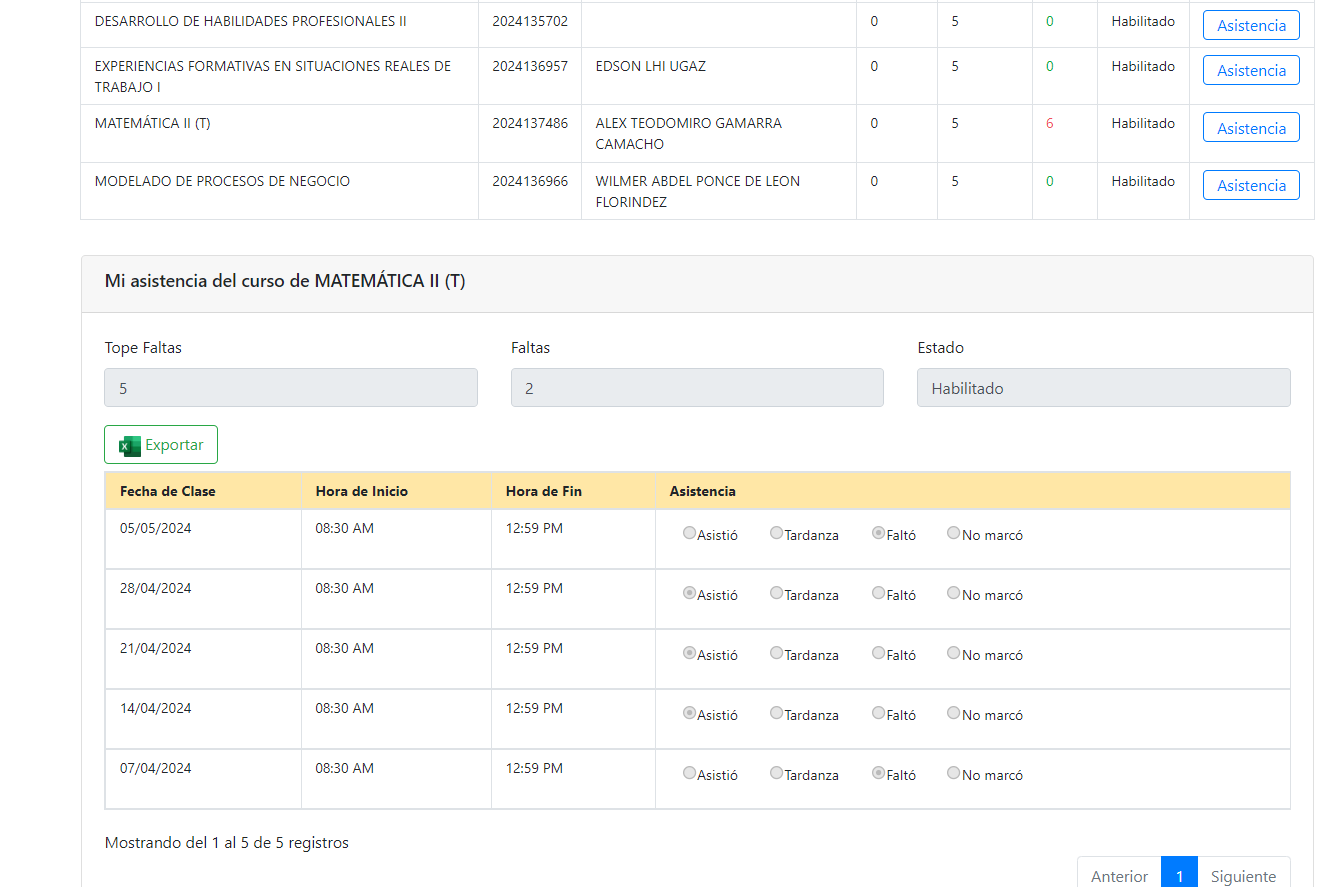 DESARROLLO DE HABILIDADES PROFESIONALES II 2024135702 0 5 0 Habilitado Asistencia
EXPERIENCIAS FORMATIVAS EN SITUACIONES REALES DE 2024136957 EDSON LHI UGAZ 0 5 0 Habilitado Asistencia
TRABAJO I
MATEMÁTICA II (T) 2024137486 ALEX TEODOMIRO GAMARRA 0 5 6 Habilitado Asistencia
CAMACHO
MODELADO DE PROCESOS DE NEGOCIO 2024136966 WILMER ABDEL PONCE DE LEON 0 5 0 Habilitado Asistencia
FLORINDEZ
Mi asistencia del curso de MATEMÁTICA II (T)
Tope Faltas Faltas Estado
5 2 Habilitado
Exportar
Fecha de Clase Hora de Inicio Hora de Fin Asistencia
05/05/2024 08:30 AM 12:59 PM Asistió Tardanza Faltó No marcó
28/04/2024 08:30 AM 12:59 PM Asistió Tardanza Faltó No marcó
21/04/2024 08:30 AM 12:59 PM Asistió Tardanza Faltó No marcó
14/04/2024 08:30 AM 12:59 PM Asistió Tardanza Faltó No marcó
07/04/2024 08:30 AM 12:59 PM Asistió Tardanza Faltó No marcó
Mostrando del 1 al 5 de 5 registros
Anterior 1 Siguiente